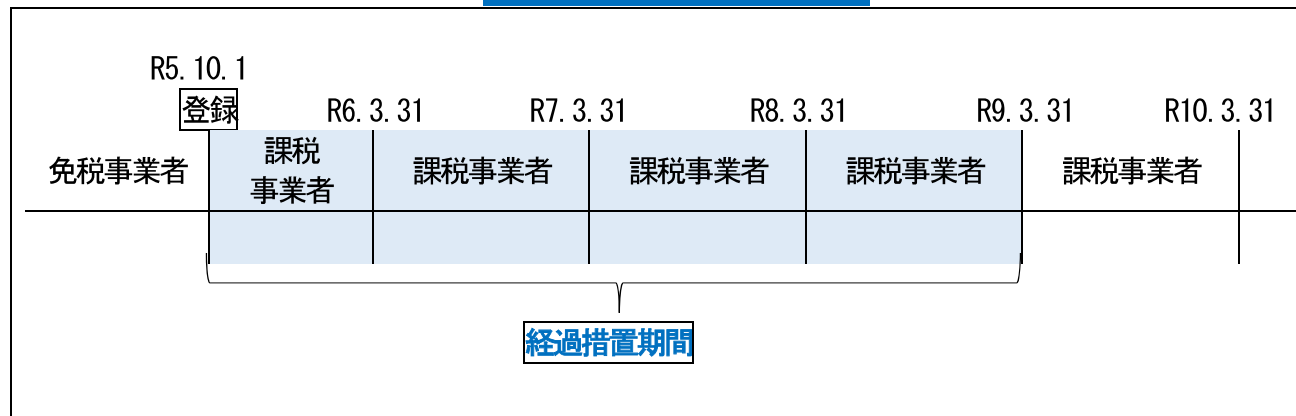 R5.10.1
登録
R6.3.31
R7.3.31
R8.3.31
R9.3.31
R10.3.31
免税事業者
課税
事業者
課税事業者
課税事業者
課税事業者
課税事業者
経過措置期間